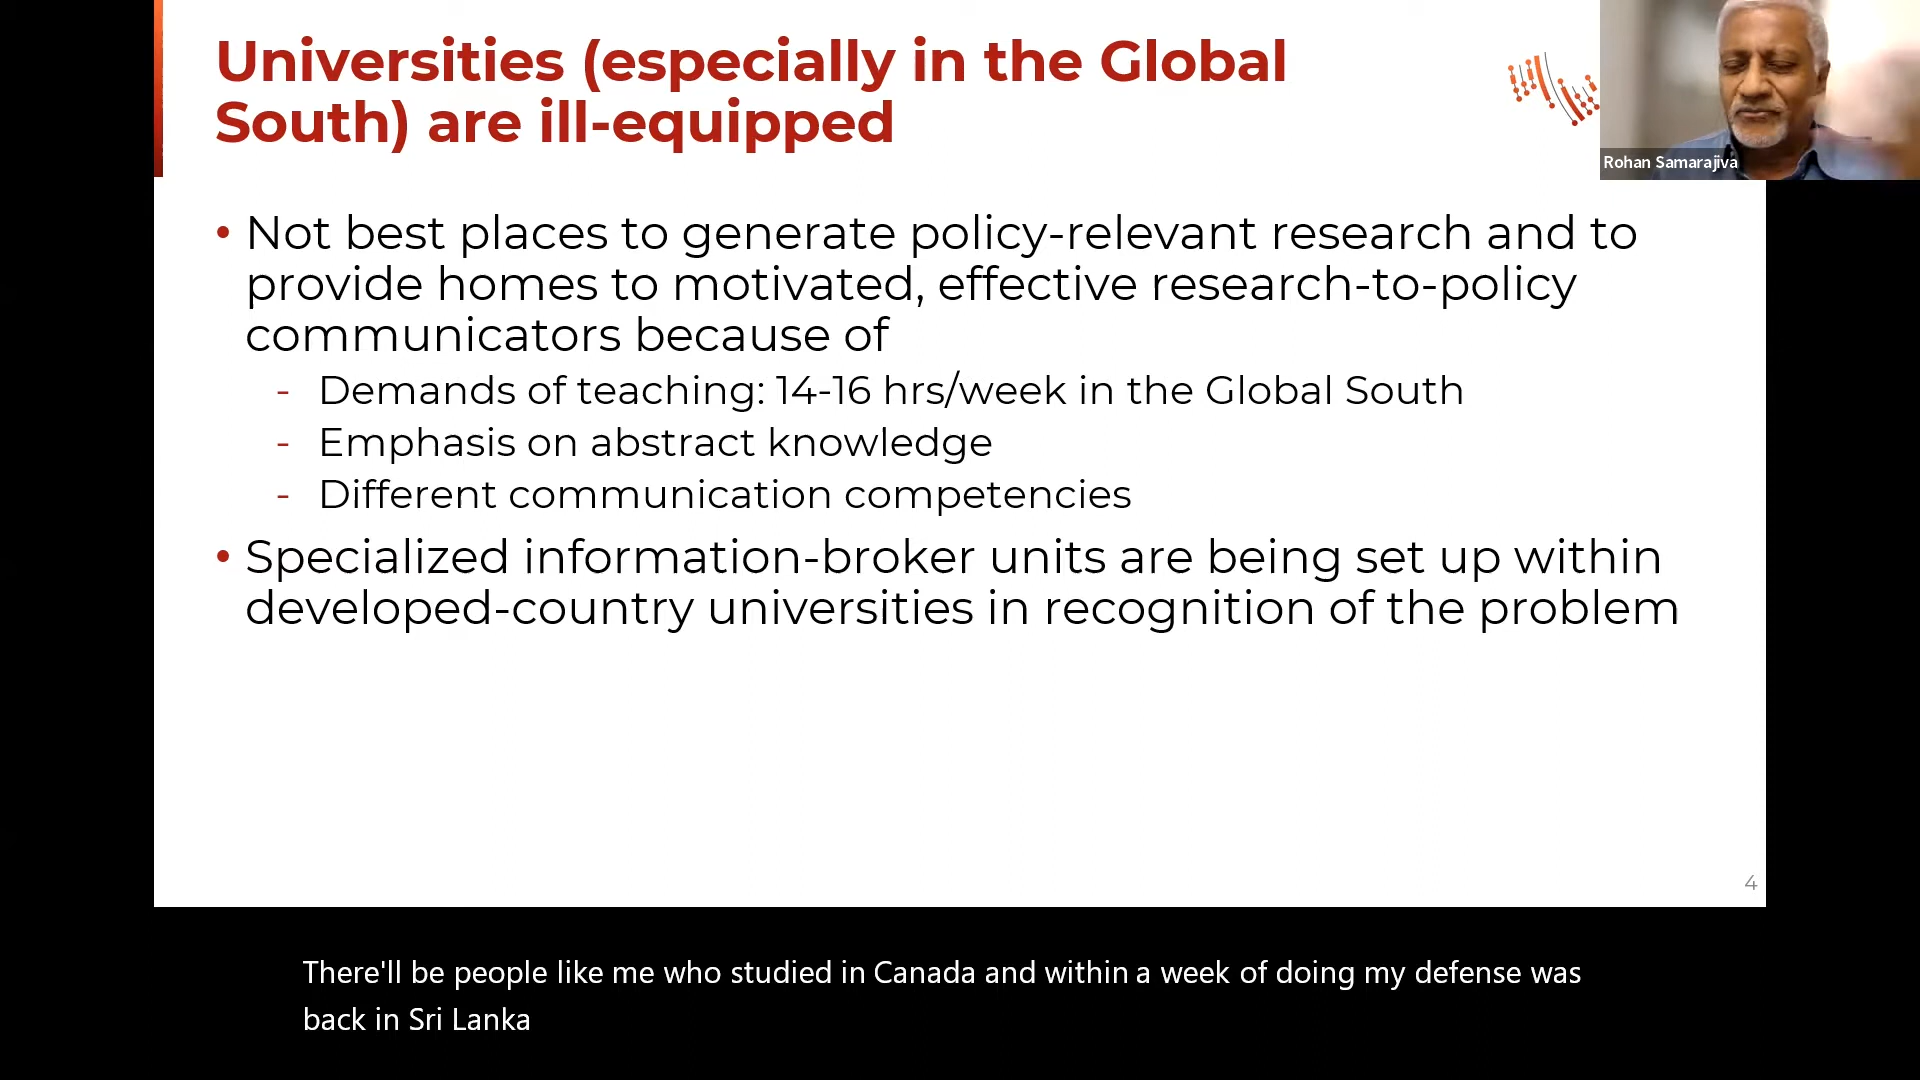 Universities (especially in the Global
South) are ill-equipped
Rohan Samarajiva
• Not best places to generate policy-relevant research and to
provide homes to motivated, effective research-to-policy
communicators because of
- Demands of teaching: 14-16 hrs/week in the Global South
- Emphasis on abstract knowledge
- Different communication competencies
• Specialized information-broker units are being set up within
developed-country universities in recognition of the problem
4
There'll be people like me who studied in Canada and within a week of doing my defense was
back in Sri Lanka